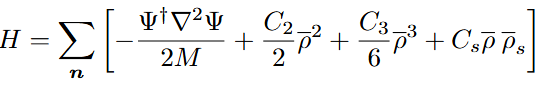 $H = \sum_{\boldsymbol{n}} \left[ -\frac{\Psi^\dagger \nabla^2 \Psi}{2M} + \frac{C_2}{2} \overline{\rho}^2 + \frac{C_3}{6} \overline{\rho}^3 + C_s \overline{\rho}\, \overline{\rho}_s \right]$